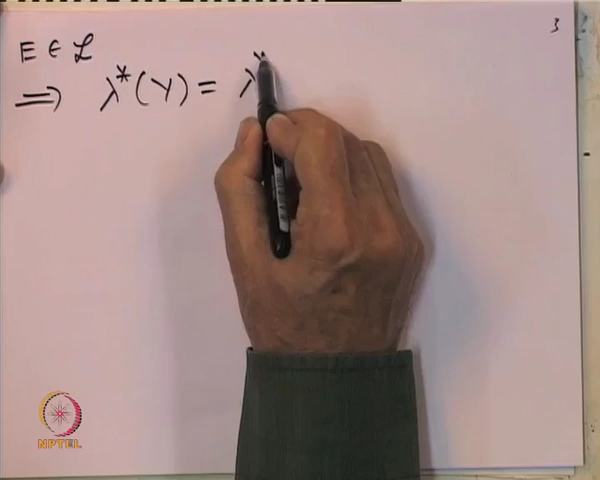 3
E ∈ ℒ
⇒ λ*(Y) = λ*
NPTEL